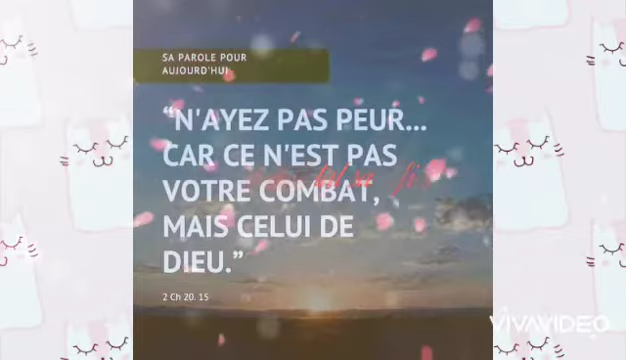 SA PAROLE POUR
AUJOURD'HUI
“N'AYEZ PAS PEUR...
CAR CE N'EST PAS
VOTRE COMBAT,
MAIS CELUI DE
DIEU.”
2 Ch 20. 15
VIVAVIDEO